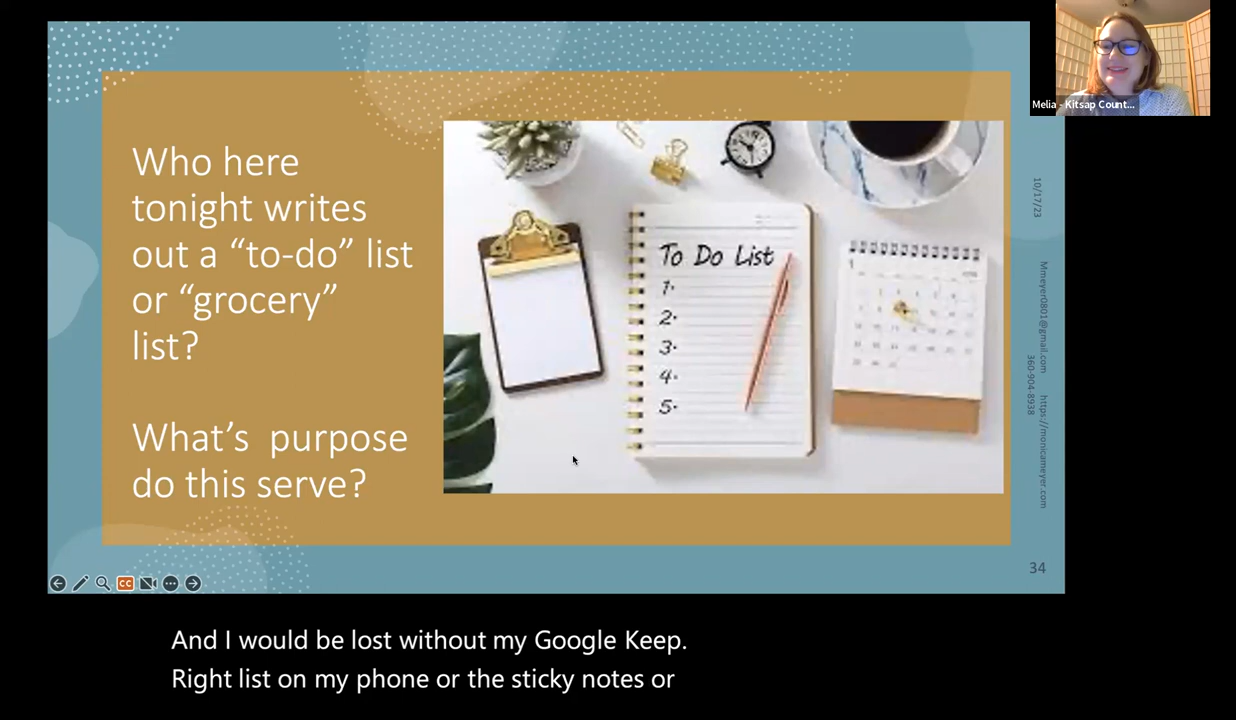 Melia - Kitsap Count...
Who here
tonight writes
out a “to-do” list
or “grocery”
list?
What’s  purpose
do this serve?
To Do List
1.
2.
3.
4.
5.
10/17/23
Mmeyer0801@gmail.com
https://monicameyer.com
360-904-8938
34
CC
And I would be lost without my Google Keep.
Right list on my phone or the sticky notes or